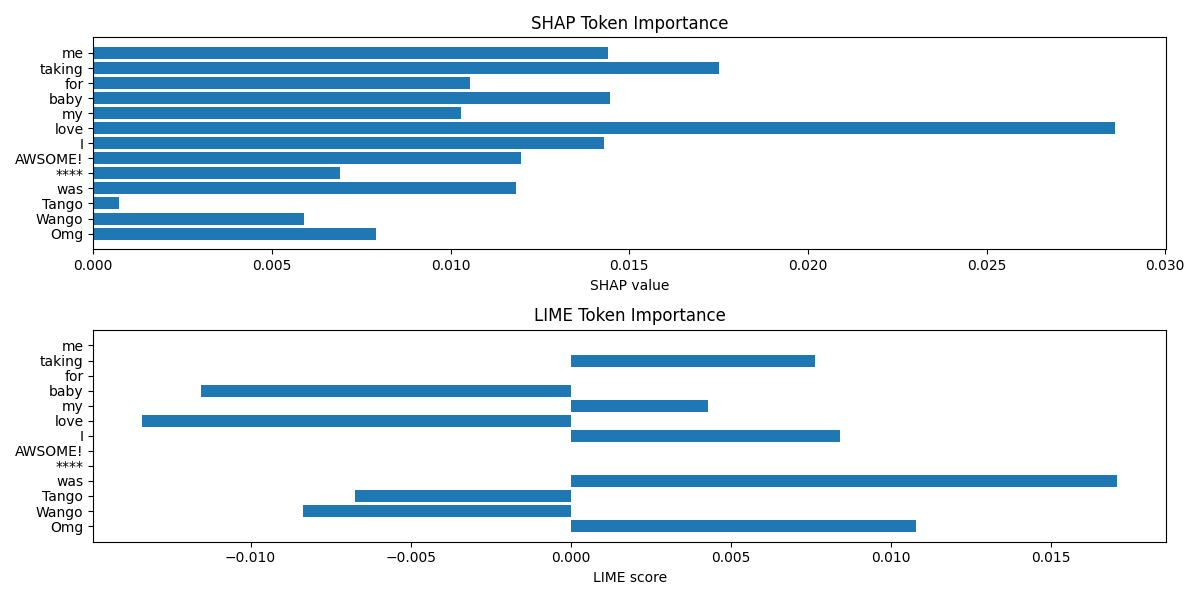 SHAP Token Importance
me
taking
for
baby
my
love
I
AWSOME!
****
was
Tango
Wango
Omg
0.000 0.005 0.010 0.015 0.020 0.025 0.030
SHAP value
LIME Token Importance
me
taking
for
baby
my
love
I
AWSOME!
****
was
Tango
Wango
Omg
−0.010 −0.005 0.000 0.005 0.010 0.015
LIME score